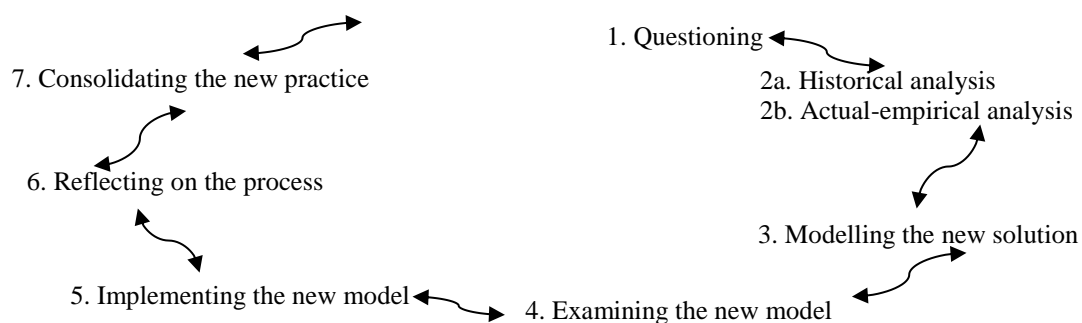 1. Questioning
2a. Historical analysis
2b. Actual-empirical analysis
3. Modelling the new solution
4. Examining the new model
5. Implementing the new model
6. Reflecting on the process
7. Consolidating the new practice